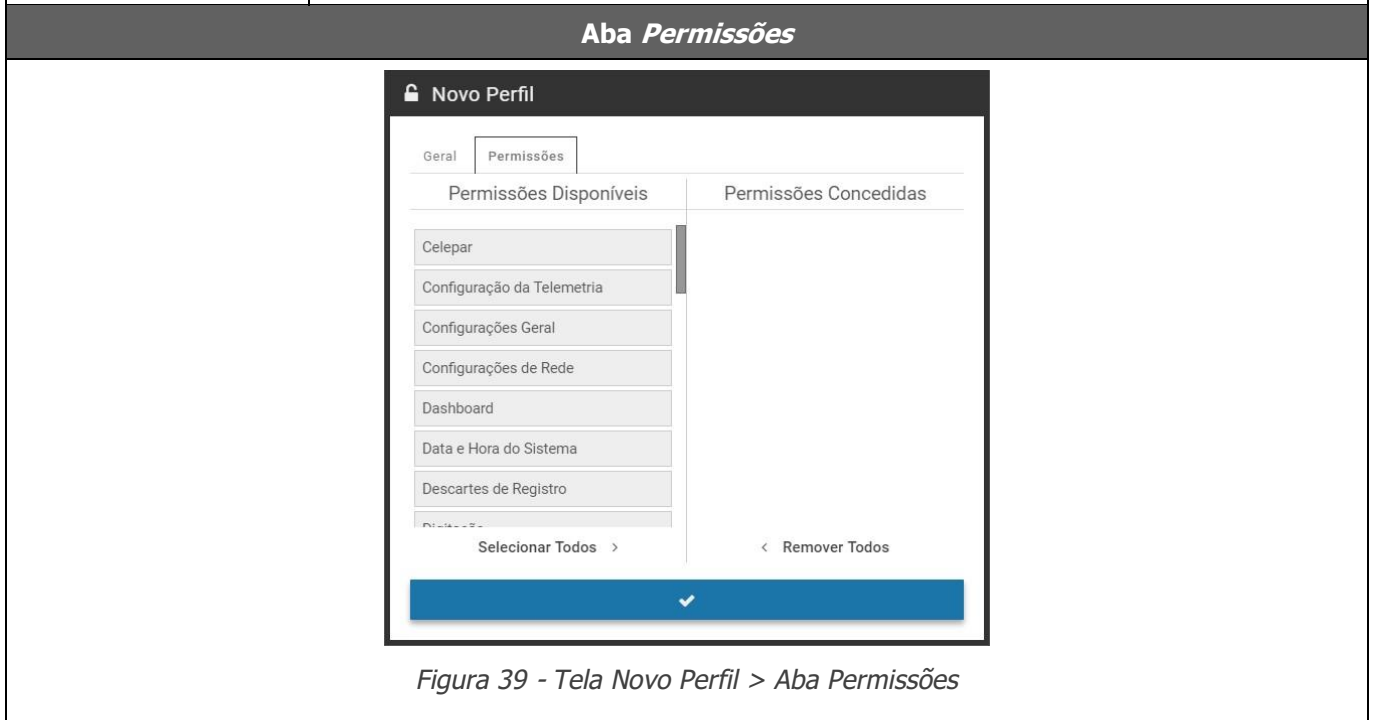 Aba Permissões
Novo Perfil
Geral Permissões
Permissões Disponíveis Permissões Concedidas
Celepar
Configuração da Telemetria
Configurações Geral
Configurações de Rede
Dashboard
Data e Hora do Sistema
Descartes de Registro
Selecionar Todos > < Remover Todos
Figura 39 - Tela Novo Perfil > Aba Permissões